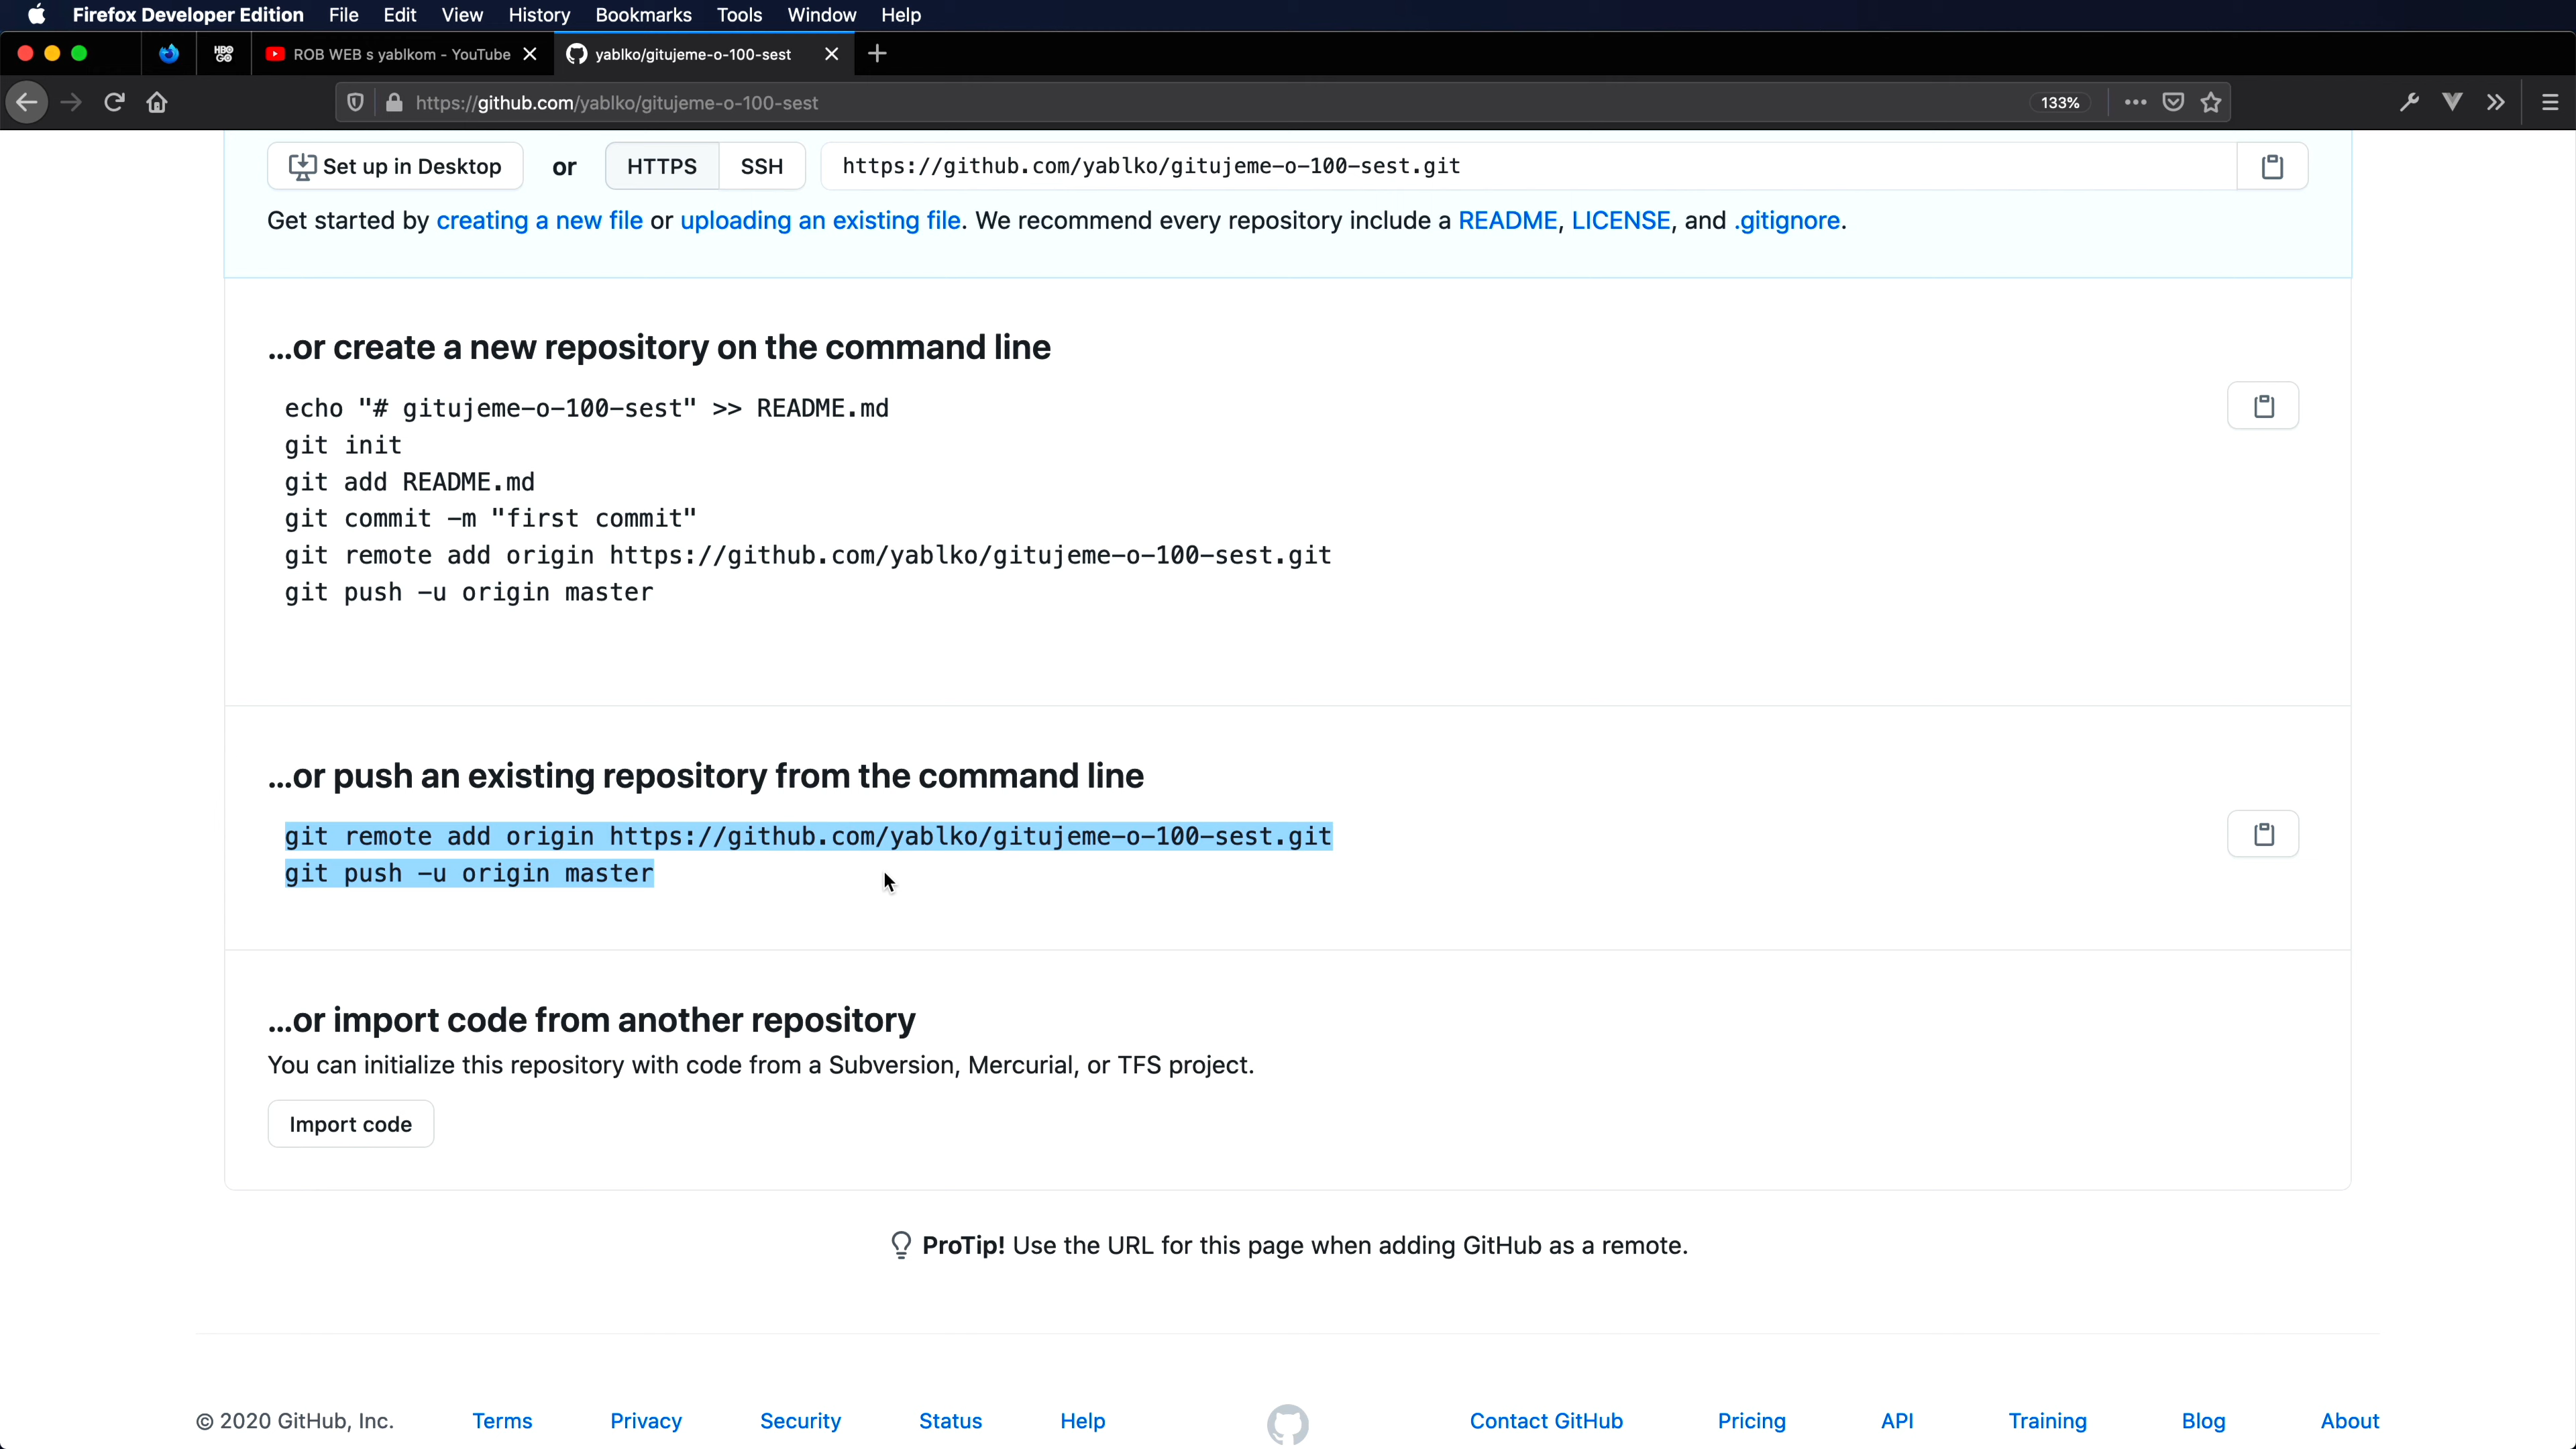 Firefox Developer Edition File Edit View History Bookmarks Tools Window Help
HBO GO ROB WEB s yablkom - YouTube yablko/gitujeme-o-100-sest
https://github.com/yablko/gitujeme-o-100-sest 133%
Set up in Desktop or HTTPS SSH https://github.com/yablko/gitujeme-o-100-sest.git
Get started by creating a new file or uploading an existing file. We recommend every repository include a README, LICENSE, and .gitignore.
...or create a new repository on the command line
echo "# gitujeme-o-100-sest" >> README.md
git init
git add README.md
git commit -m "first commit"
git remote add origin https://github.com/yablko/gitujeme-o-100-sest.git
git push -u origin master
...or push an existing repository from the command line
git remote add origin https://github.com/yablko/gitujeme-o-100-sest.git
git push -u origin master
...or import code from another repository
You can initialize this repository with code from a Subversion, Mercurial, or TFS project.
Import code
ProTip! Use the URL for this page when adding GitHub as a remote.
© 2020 GitHub, Inc. Terms Privacy Security Status Help Contact GitHub Pricing API Training Blog About